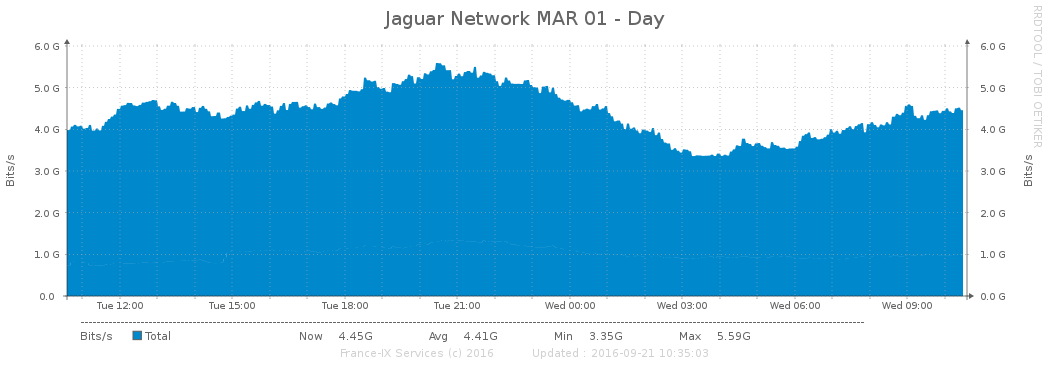 Jaguar Network MAR 01 - Day
RRDTOOL / TOBI OETIKER
Bits/s
6.0 G
5.0 G
4.0 G
3.0 G
2.0 G
1.0 G
0.0
6.0 G
5.0 G
4.0 G
3.0 G
2.0 G
1.0 G
0.0 G
Bits/s
Tue 12:00 Tue 15:00 Tue 18:00 Tue 21:00 Wed 00:00 Wed 03:00 Wed 06:00 Wed 09:00
Bits/s Total Now 4.45G Avg 4.41G Min 3.35G Max 5.59G
France-IX Services (c) 2016 Updated : 2016-09-21 10:35:03